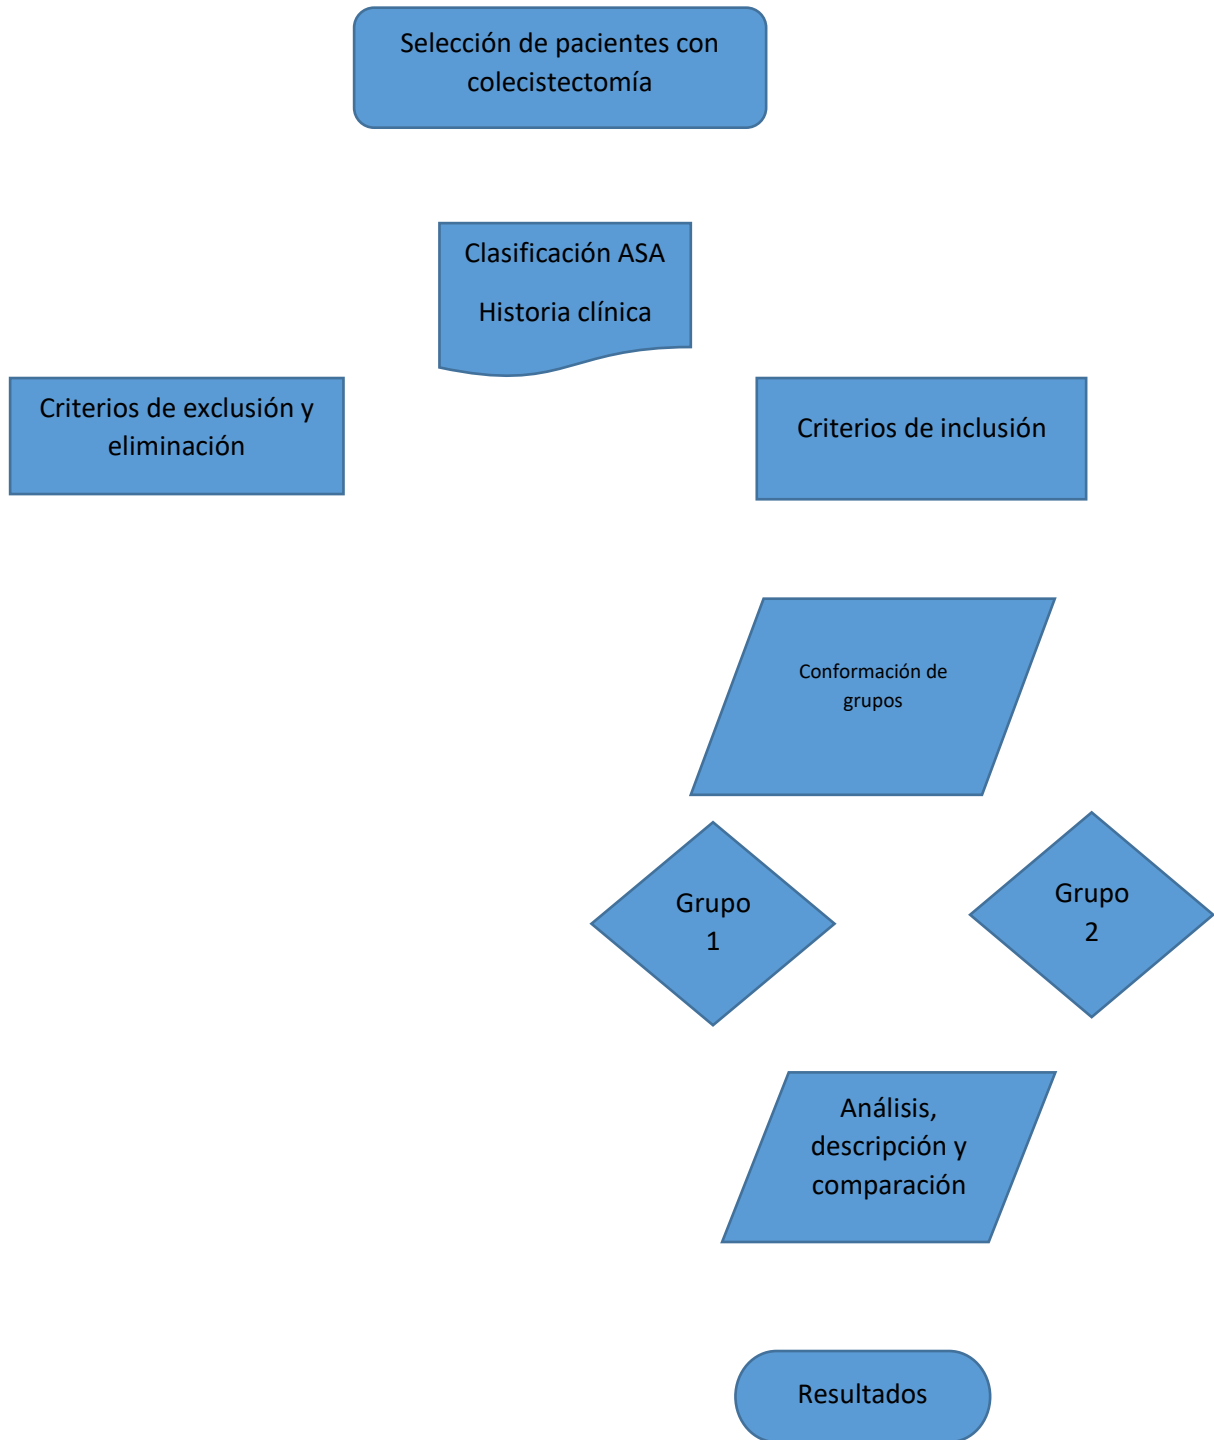 Selección de pacientes con
colecistectomía
Clasificación ASA
Historia clínica
Criterios de exclusión y
eliminación
Criterios de inclusión
Conformación de
grupos
Grupo
1
Grupo
2
Análisis,
descripción y
comparación
Resultados